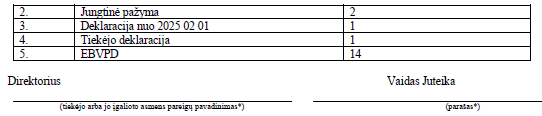 2. Jungtinė pažyma 2
3. Deklaracija nuo 2025 02 01 1
4. Tiekėjo deklaracija 1
5. EBVPD 14
Direktorius Vaidas Juteika
(tiekėjo arba jo įgalioto asmens pareigų pavadinimas*) (parašas*)